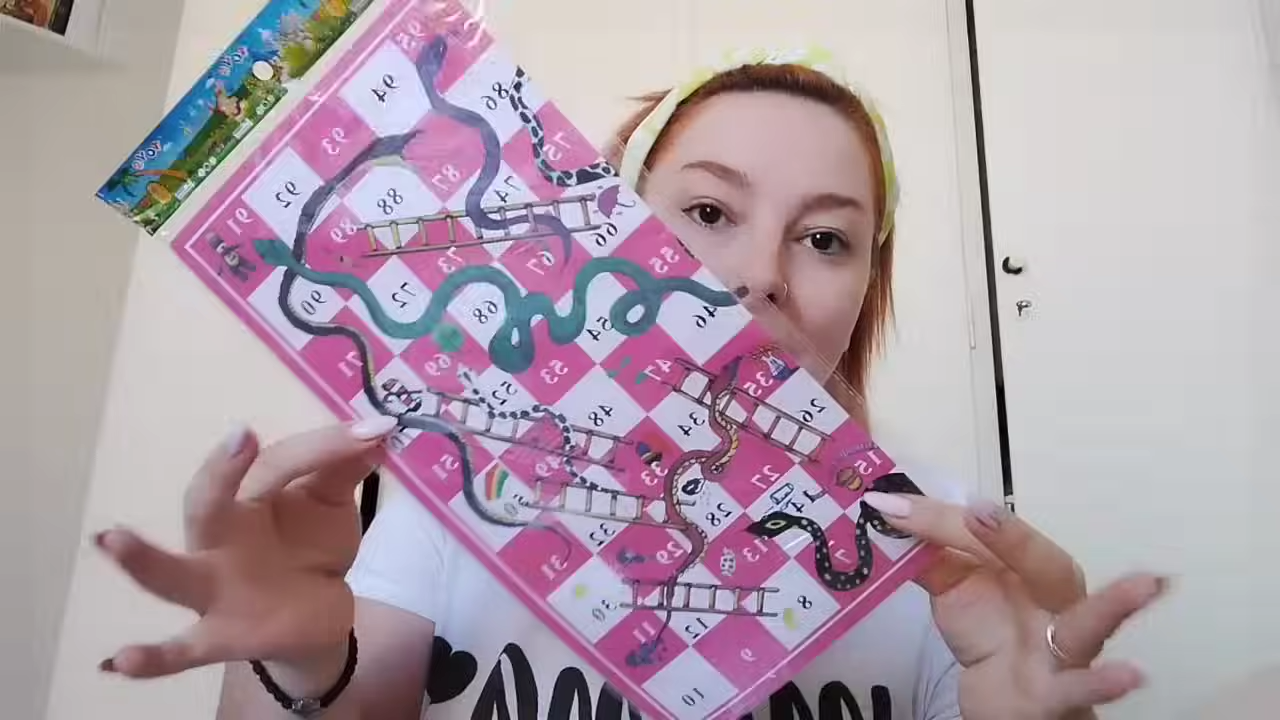 91 92 93 94 95
90 89 88 87 86
71 72 73 74 75
69 68 67 66
51 52 53 54 55
49 48 47 46
31 32 33 34 35
30 29 28 27 26
11 12 13 14 15
10 9 8 7